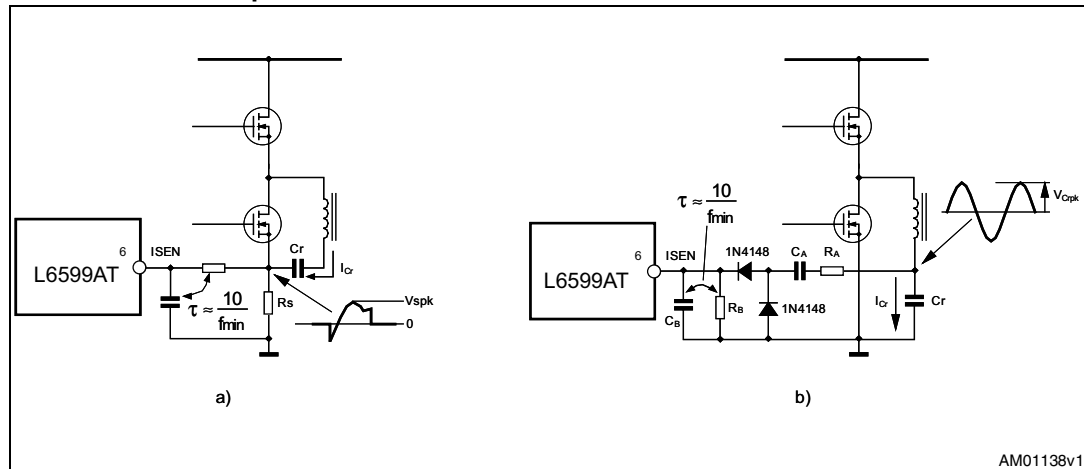 L6599AT
6
ISEN
τ ≈ 10
fmin
Cr
ICr
Rs
Vspk
0
a)
L6599AT
6
ISEN
τ ≈ 10
fmin
1N4148
CA
RA
CB
RB
1N4148
ICr
Cr
VCrpk
b)
AM01138v1